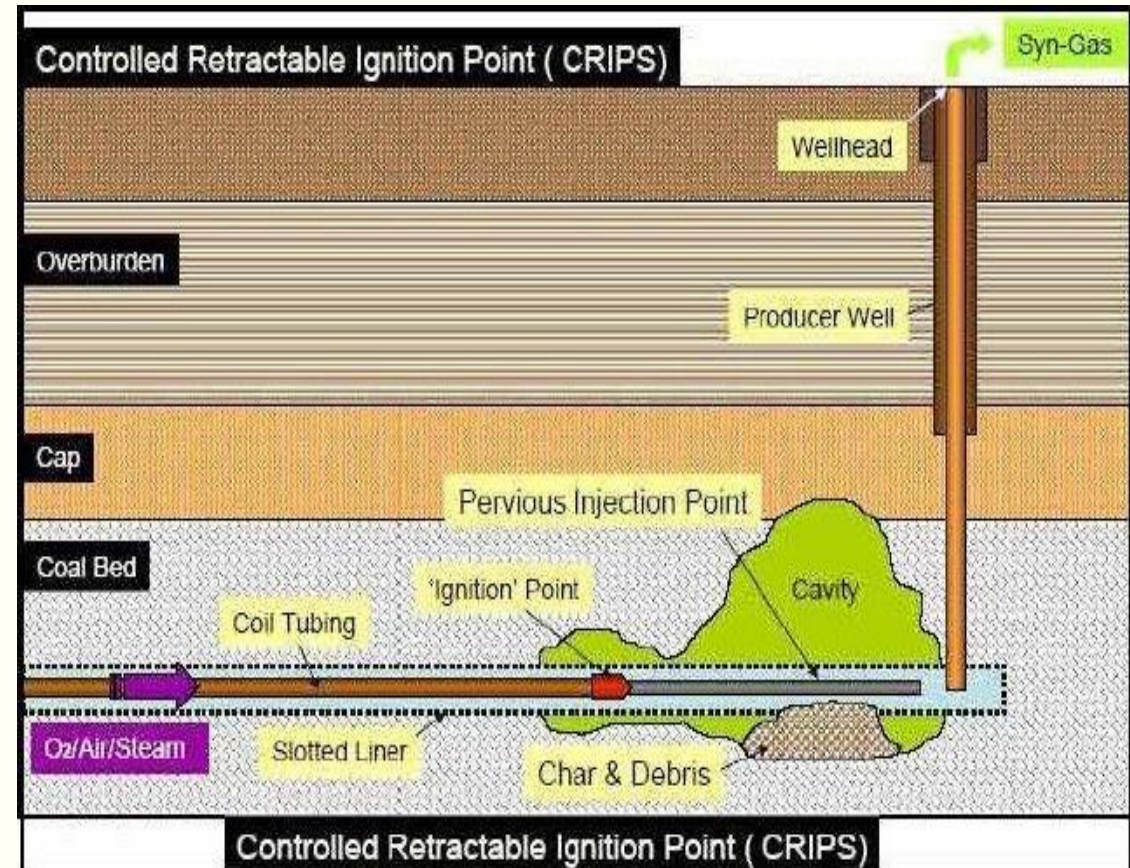 Controlled Retractable Ignition Point ( CRIPS)
Syn-Gas
Wellhead
Overburden
Producer Well
Cap
Pervious Injection Point
Coal Bed
'Ignition' Point
Cavity
Coil Tubing
O2/Air/Steam
Slotted Liner
Char & Debris
Controlled Retractable Ignition Point ( CRIPS)